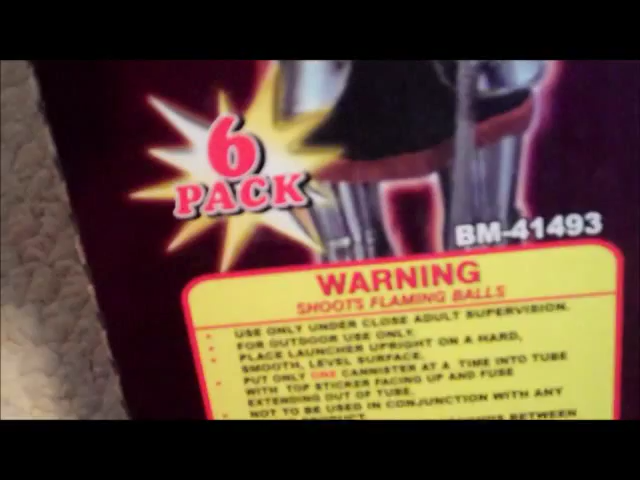 6
PACK
BM-41493
WARNING
SHOOTS FLAMING BALLS
• USE ONLY UNDER CLOSE ADULT SUPERVISION.
• FOR OUTDOOR USE ONLY.
• PLACE LAUNCHER UPRIGHT ON A HARD,
SMOOTH, LEVEL SURFACE.
• PUT ONLY ONE CANNISTER AT A TIME INTO TUBE
WITH TOP STICKER FACING UP AND FUSE
EXTENDING OUT OF TUBE.
• NOT TO BE USED IN CONJUNCTION WITH ANY
BETWEEN